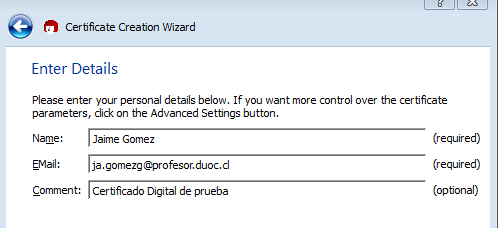 Certificate Creation Wizard
Enter Details
Please enter your personal details below. If you want more control over the certificate
parameters, click on the Advanced Settings button.
Name: Jaime Gomez (required)
EMail: ja.gomezg@profesor.duoc.cl (required)
Comment: Certificado Digital de prueba (optional)